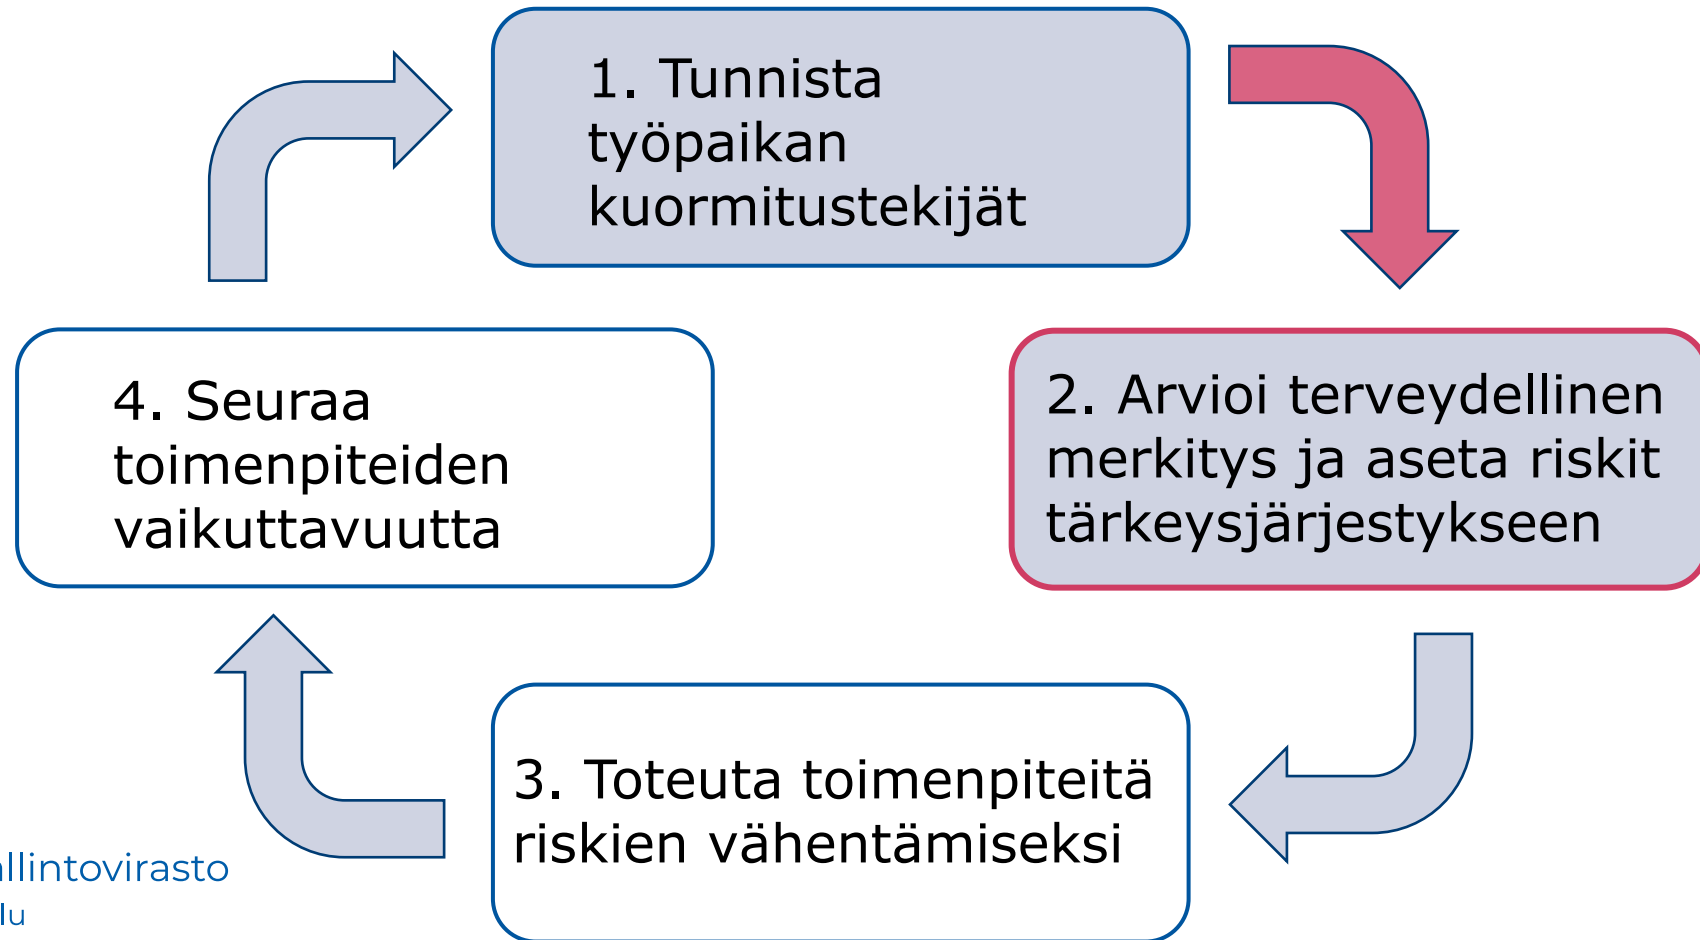 1. Tunnista
työpaikan
kuormitustekijät
2. Arvioi terveydellinen
merkitys ja aseta riskit
tärkeysjärjestykseen
3. Toteuta toimenpiteitä
riskien vähentämiseksi
4. Seuraa
toimenpiteiden
vaikuttavuutta